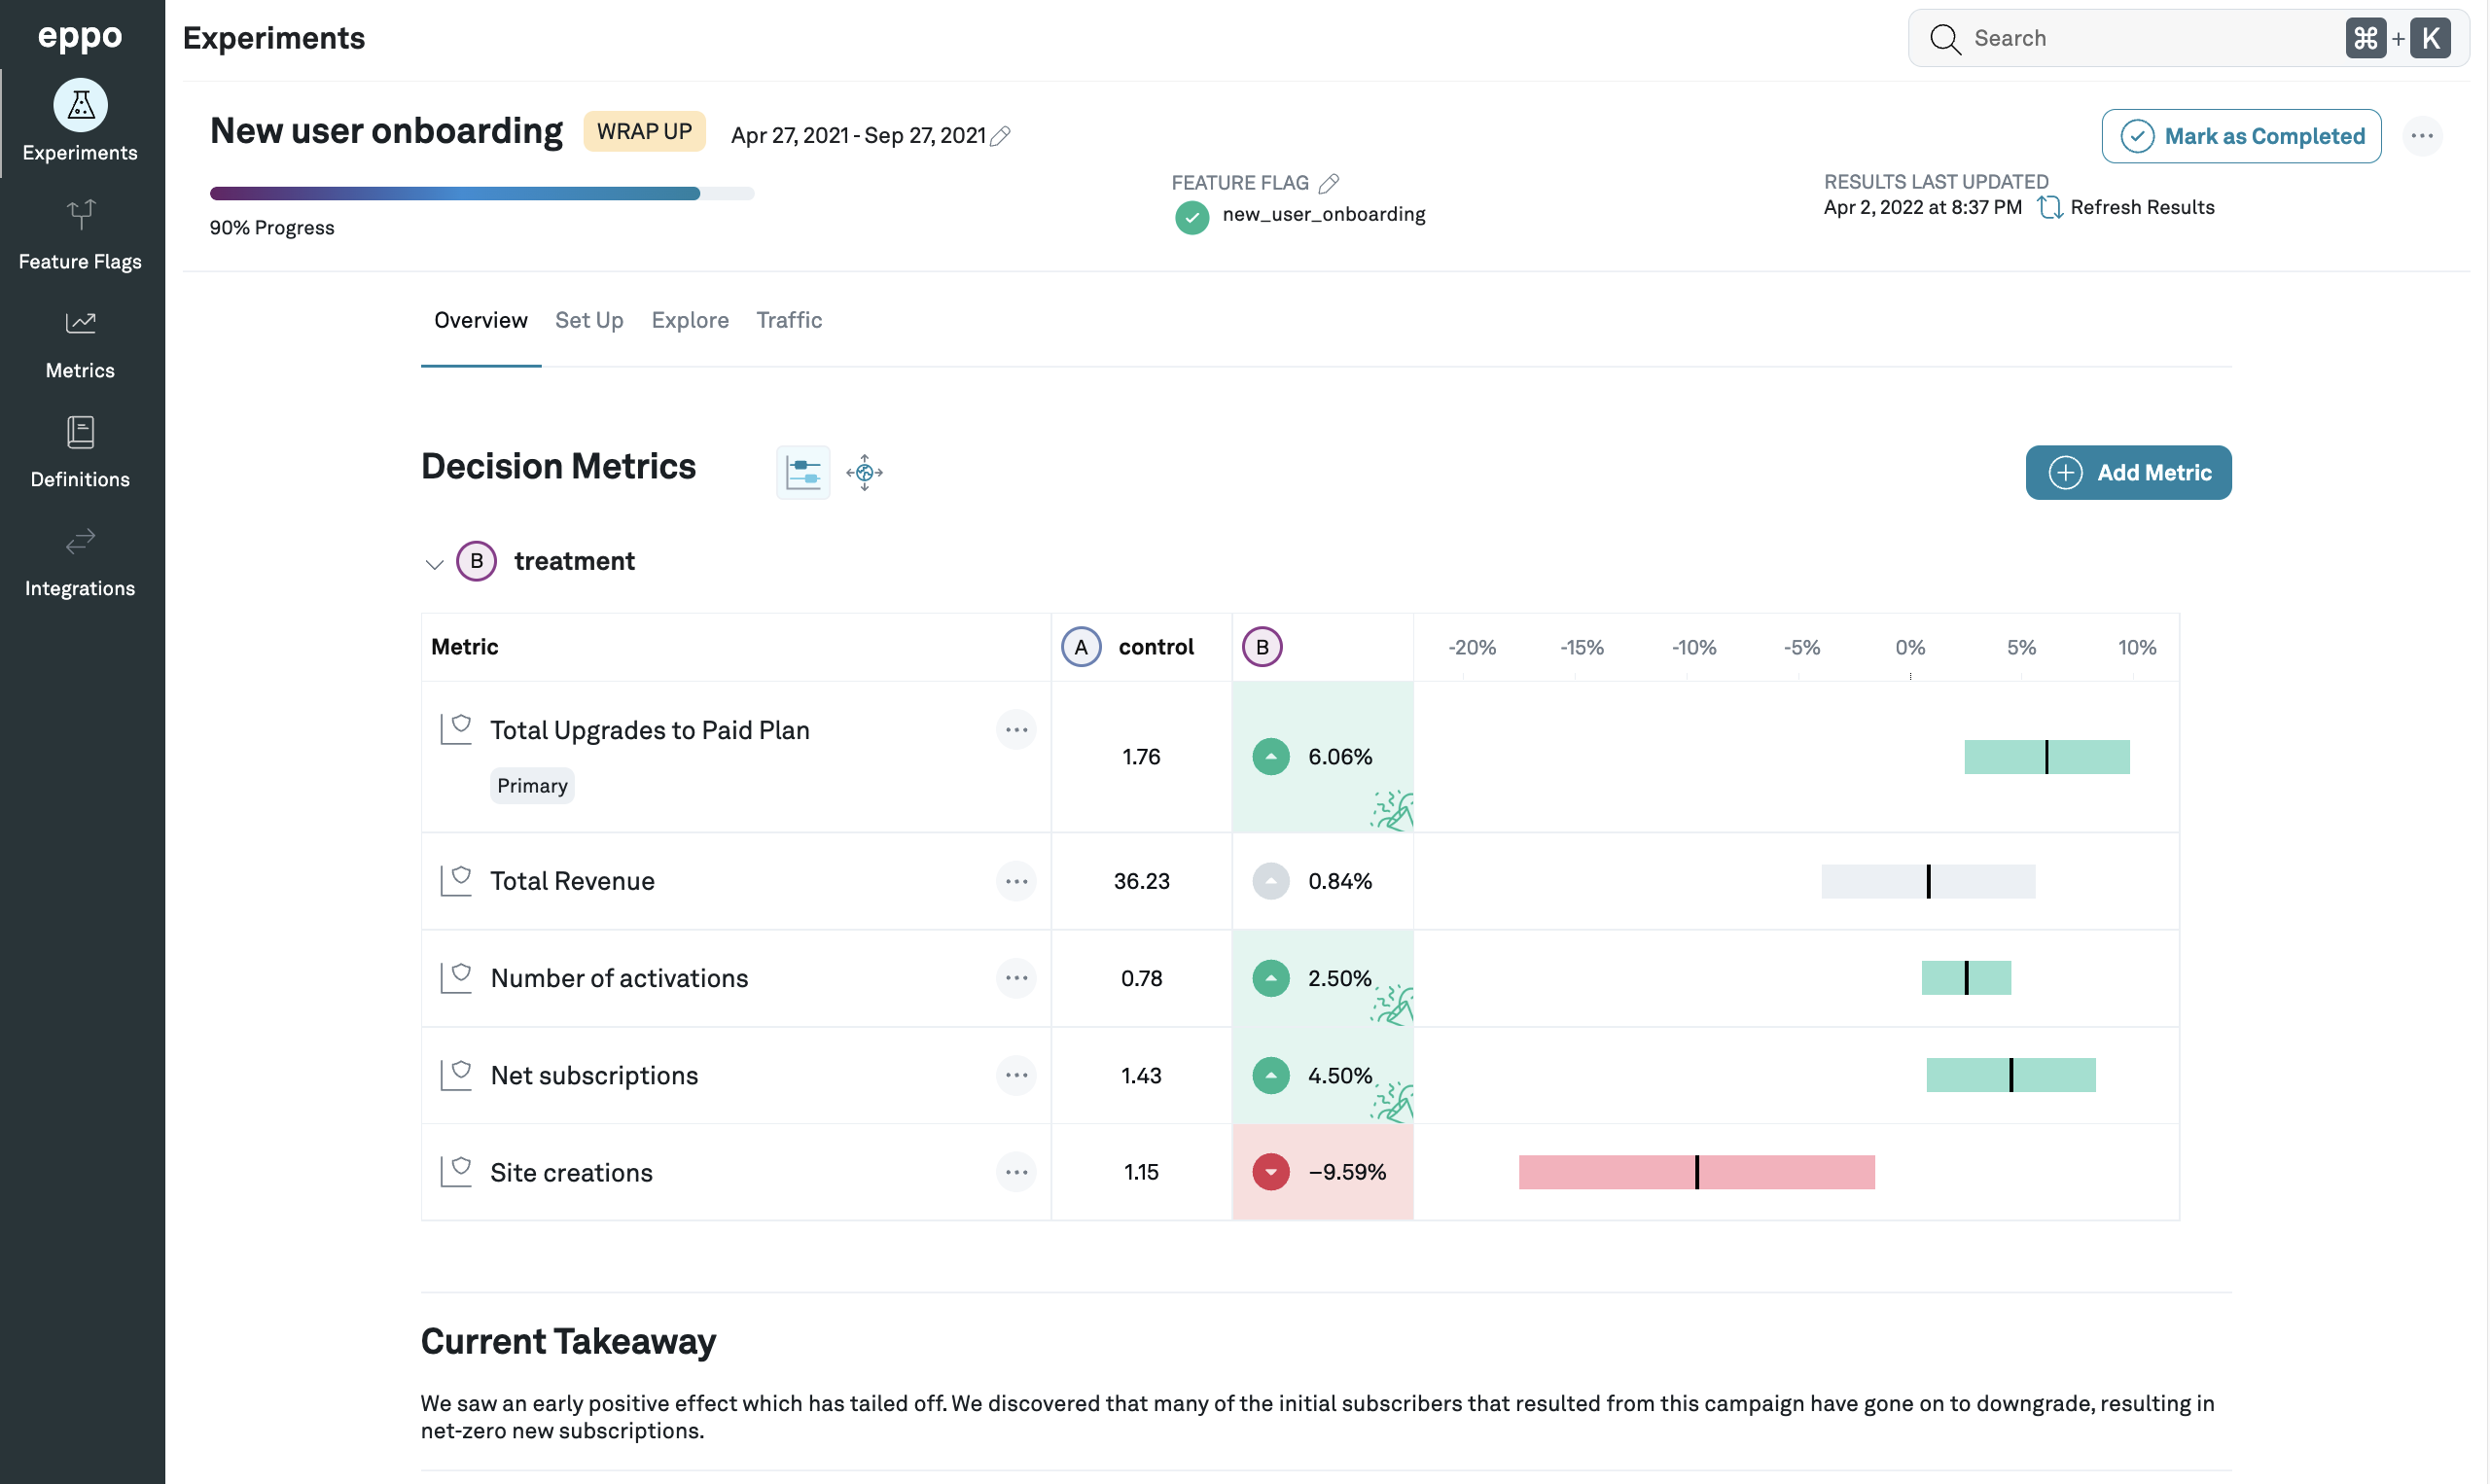 eppo
Experiments
Feature Flags
Metrics
Definitions
Integrations
Experiments
Search
⌘ + K
New user onboarding
WRAP UP
Apr 27, 2021 - Sep 27, 2021
Mark as Completed
90% Progress
FEATURE FLAG
new_user_onboarding
RESULTS LAST UPDATED
Apr 2, 2022 at 8:37 PM
Refresh Results
Overview Set Up Explore Traffic
Decision Metrics
Add Metric
B treatment
Metric A control B -20% -15% -10% -5% 0% 5% 10%
Total Upgrades to Paid Plan 1.76 6.06%
Primary
Total Revenue 36.23 0.84%
Number of activations 0.78 2.50%
Net subscriptions 1.43 4.50%
Site creations 1.15 –9.59%
Current Takeaway
We saw an early positive effect which has tailed off. We discovered that many of the initial subscribers that resulted from this campaign have gone on to downgrade, resulting in
net-zero new subscriptions.